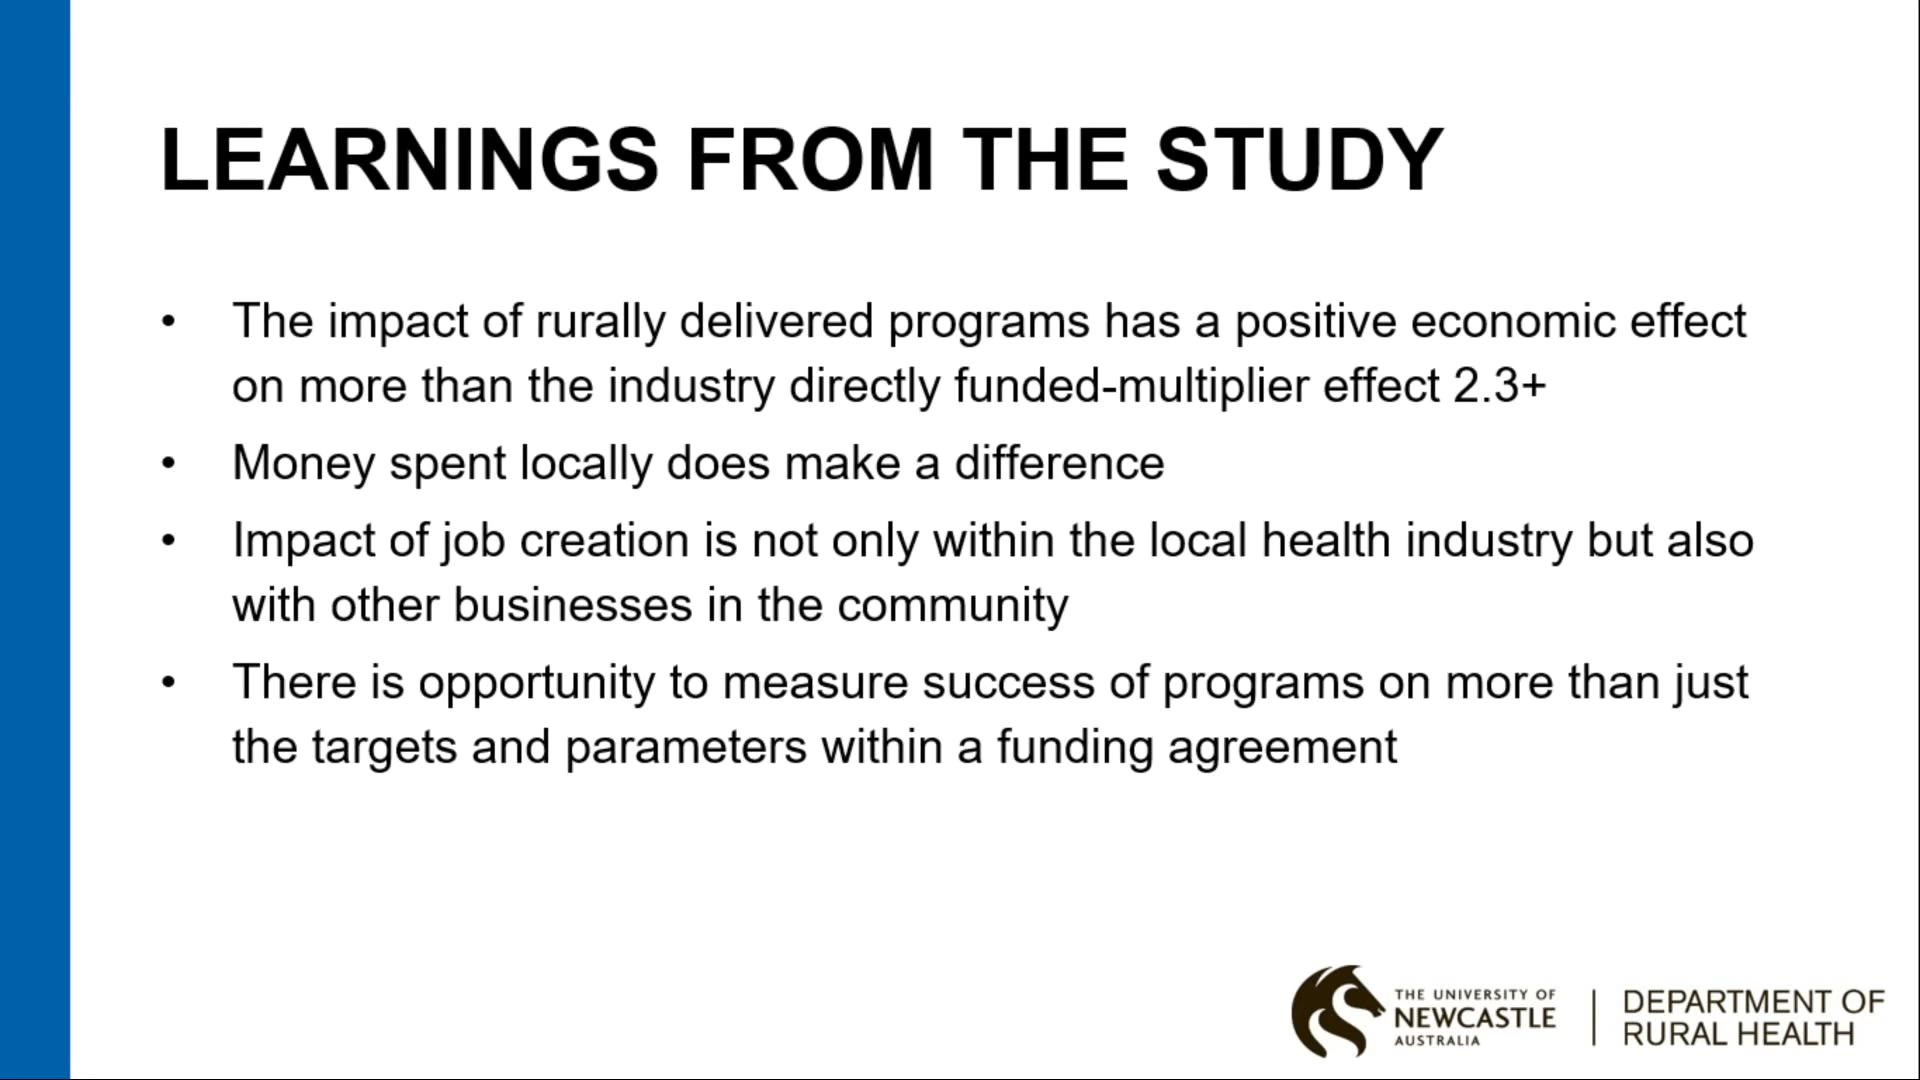 LEARNINGS FROM THE STUDY
• The impact of rurally delivered programs has a positive economic effect
on more than the industry directly funded-multiplier effect 2.3+
• Money spent locally does make a difference
• Impact of job creation is not only within the local health industry but also
with other businesses in the community
• There is opportunity to measure success of programs on more than just
the targets and parameters within a funding agreement
THE UNIVERSITY OF
NEWCASTLE
AUSTRALIA
DEPARTMENT OF
RURAL HEALTH